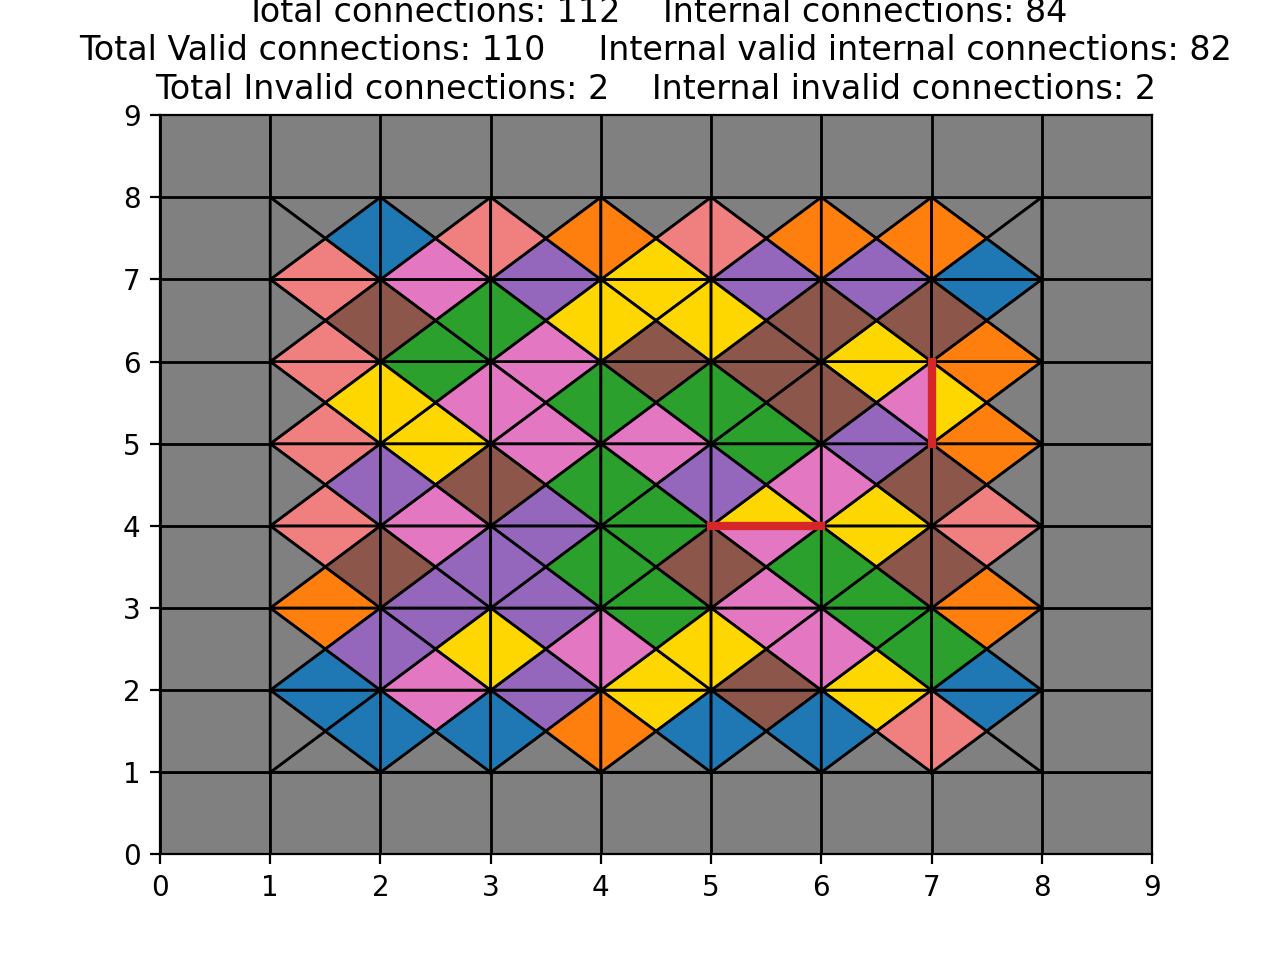 Total connections: 112    Internal connections: 84
Total Valid connections: 110    Internal valid internal connections: 82
Total Invalid connections: 2    Internal invalid connections: 2
9
8
7
6
5
4
3
2
1
0
0 1 2 3 4 5 6 7 8 9